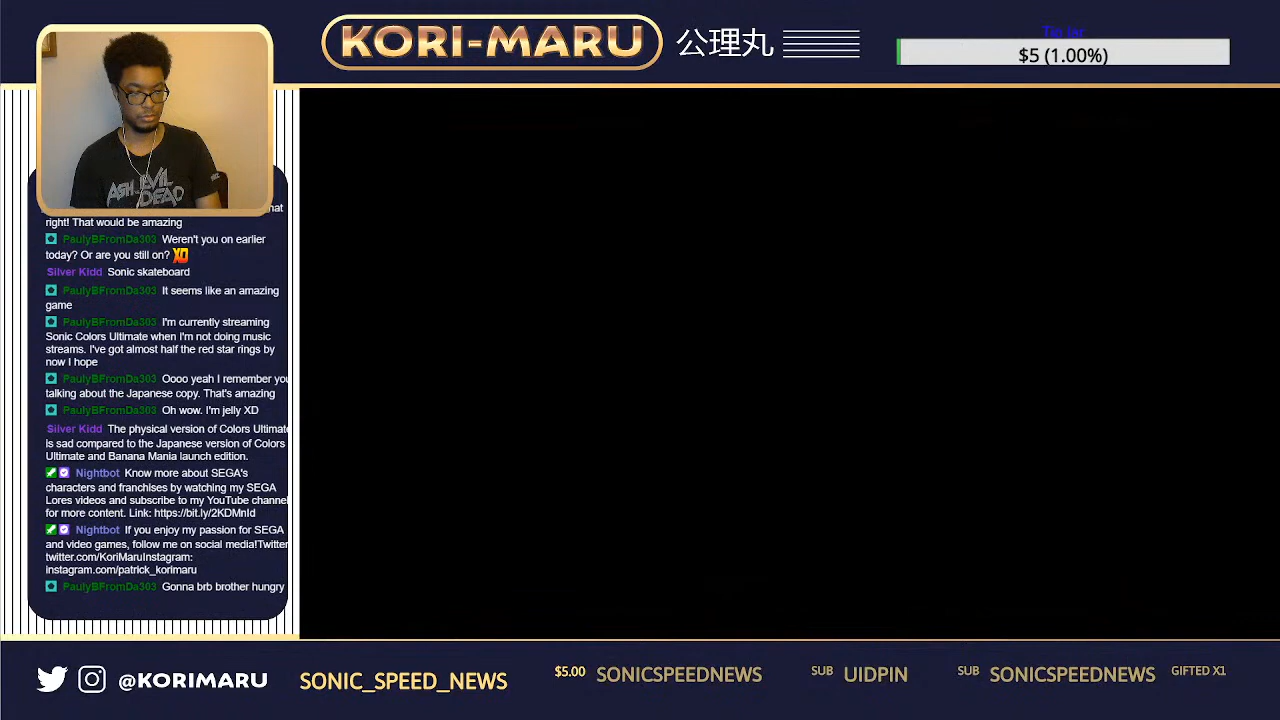 KORI-MARU 公理丸
Tip jar
$5 (1.00%)
ASH EVIL
DEAD
hat
right! That would be amazing
PaulyBFromDa303 Weren't you on earlier
today? Or are you still on? XD
Silver Kidd Sonic skateboard
PaulyBFromDa303 It seems like an amazing
game
PaulyBFromDa303 I'm currently streaming
Sonic Colors Ultimate when I'm not doing music
streams. I've got almost half the red star rings by
now I hope
PaulyBFromDa303 Oooo yeah I remember you
talking about the Japanese copy. That's amazing
PaulyBFromDa303 Oh wow. I'm jelly XD
Silver Kidd The physical version of Colors Ultimate
is sad compared to the Japanese version of Colors
Ultimate and Banana Mania launch edition.
Nightbot Know more about SEGA's
characters and franchises by watching my SEGA
Lores videos and subscribe to my YouTube channel
for more content. Link: https://bit.ly/2KDMnId
Nightbot If you enjoy my passion for SEGA
and video games, follow me on social media!Twitter
twitter.com/KoriMaruInstagram:
instagram.com/patrick_korimaru
PaulyBFromDa303 Gonna brb brother hungry
@KORIMARU
SONIC_SPEED_NEWS
$5.00 SONICSPEEDNEWS
SUB UIDPIN
SUB SONICSPEEDNEWS GIFTED X1